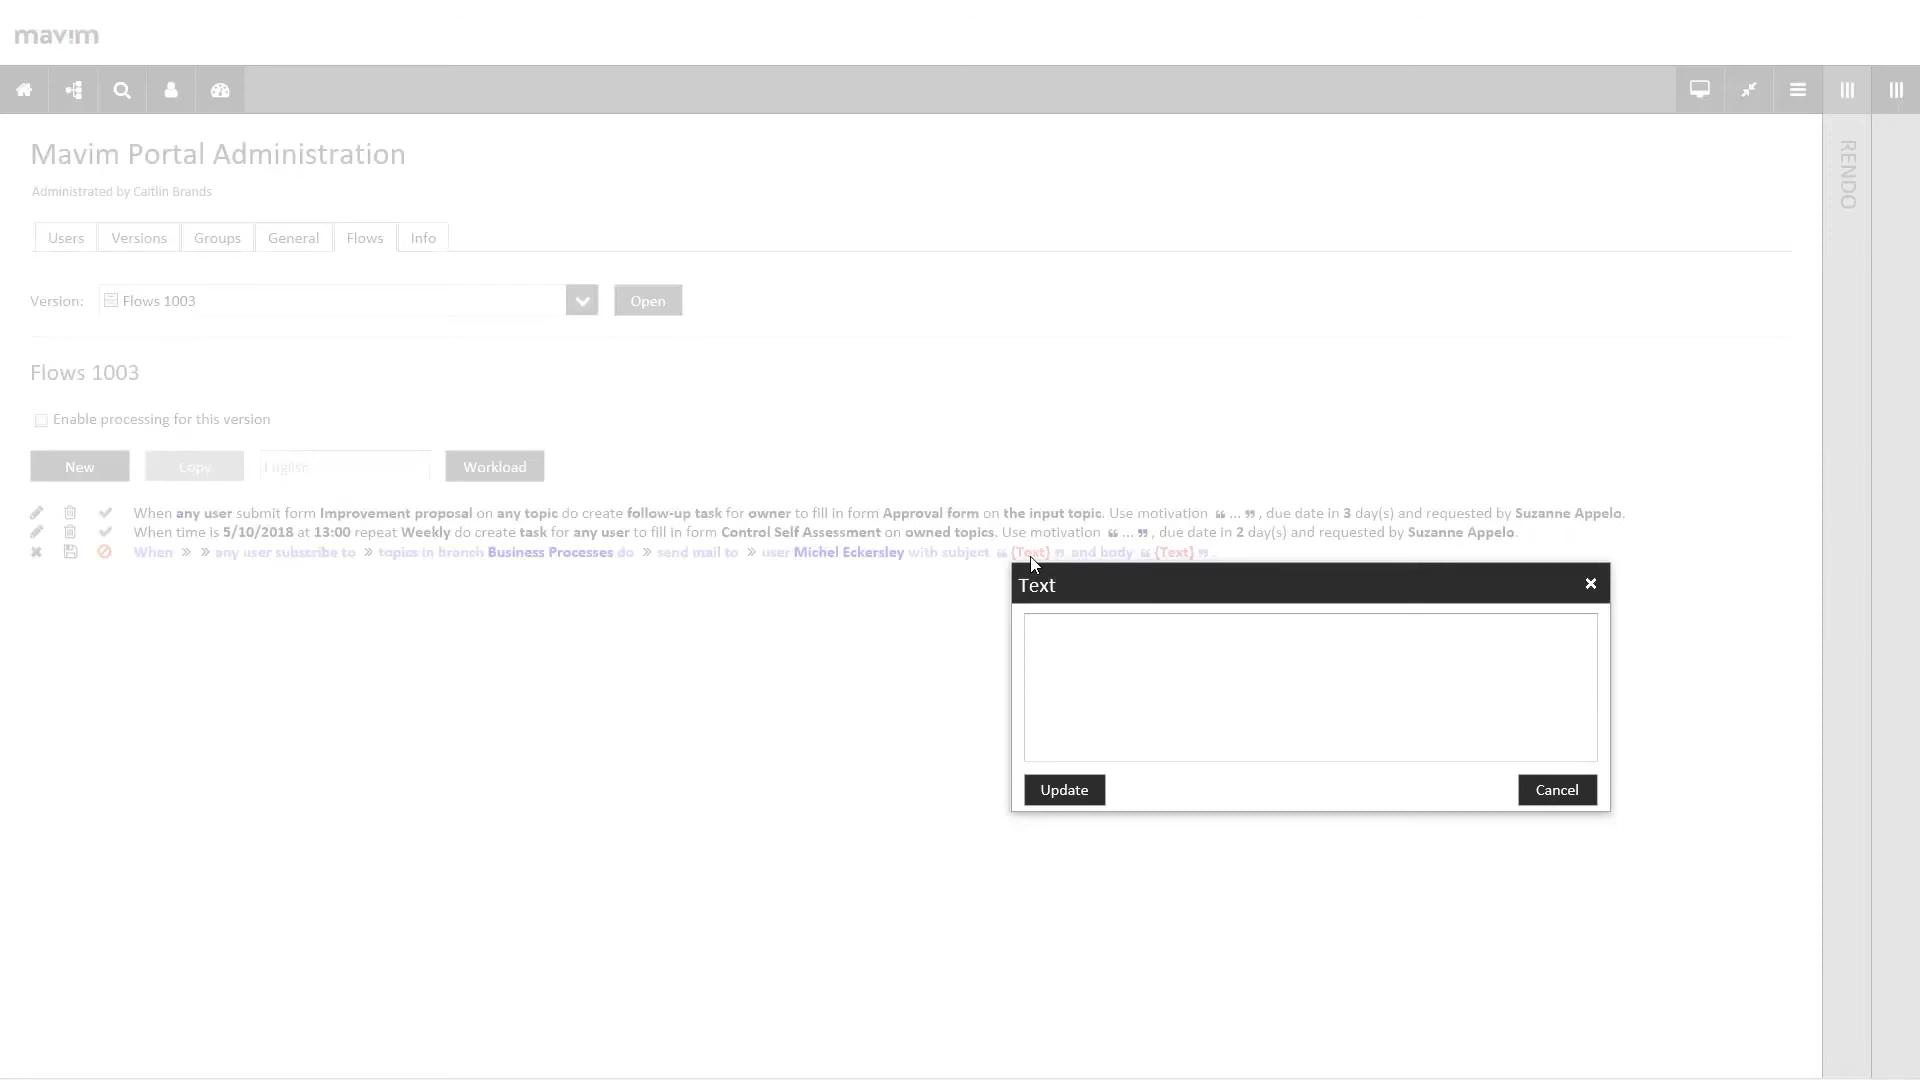 mavim
Mavim Portal Administration
Administrated by Caitlin Brands
RENDO
Users Versions Groups General Flows Info
Version: Flows 1003 Open
Flows 1003
Enable processing for this version
New Copy English Workload
When any user submit form Improvement proposal on any topic do create follow-up task for owner to fill in form Approval form on the input topic. Use motivation “ ... ” , due date in 3 day(s) and requested by Suzanne Appelo.
When time is 5/10/2018 at 13:00 repeat Weekly do create task for any user to fill in form Control Self Assessment on owned topics. Use motivation “ ... ” , due date in 2 day(s) and requested by Suzanne Appelo.
When » » any user subscribe to » topics in branch Business Processes do » send mail to » user Michel Eckersley with subject “ {Text} ” and body “ {Text} ” .
Text
Update Cancel